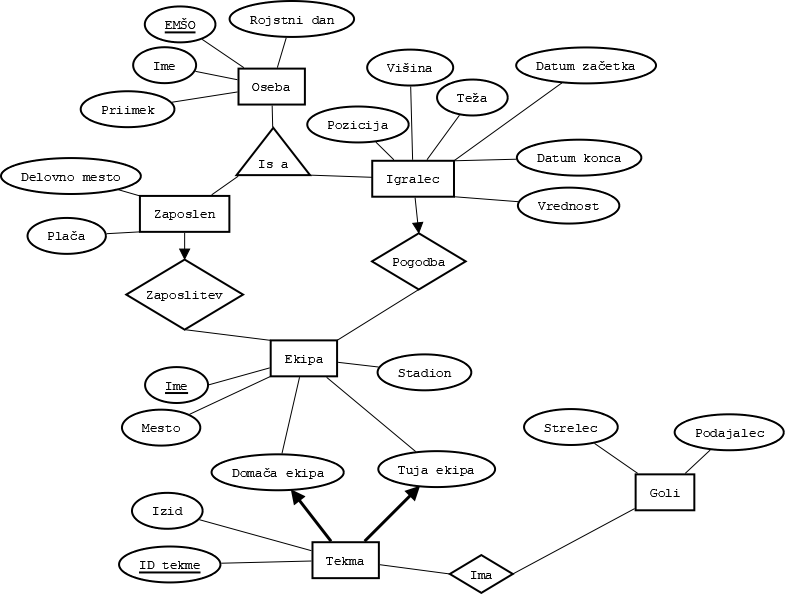 EMŠO
Rojstni dan
Ime
Oseba
Priimek
Višina
Datum začetka
Teža
Pozicija
Is a
Igralec
Datum konca
Delovno mesto
Zaposlen
Vrednost
Plača
Pogodba
Zaposlitev
Ekipa
Stadion
Ime
Mesto
Strelec
Podajalec
Domača ekipa
Tuja ekipa
Goli
Izid
Tekma
ID tekme
Ima